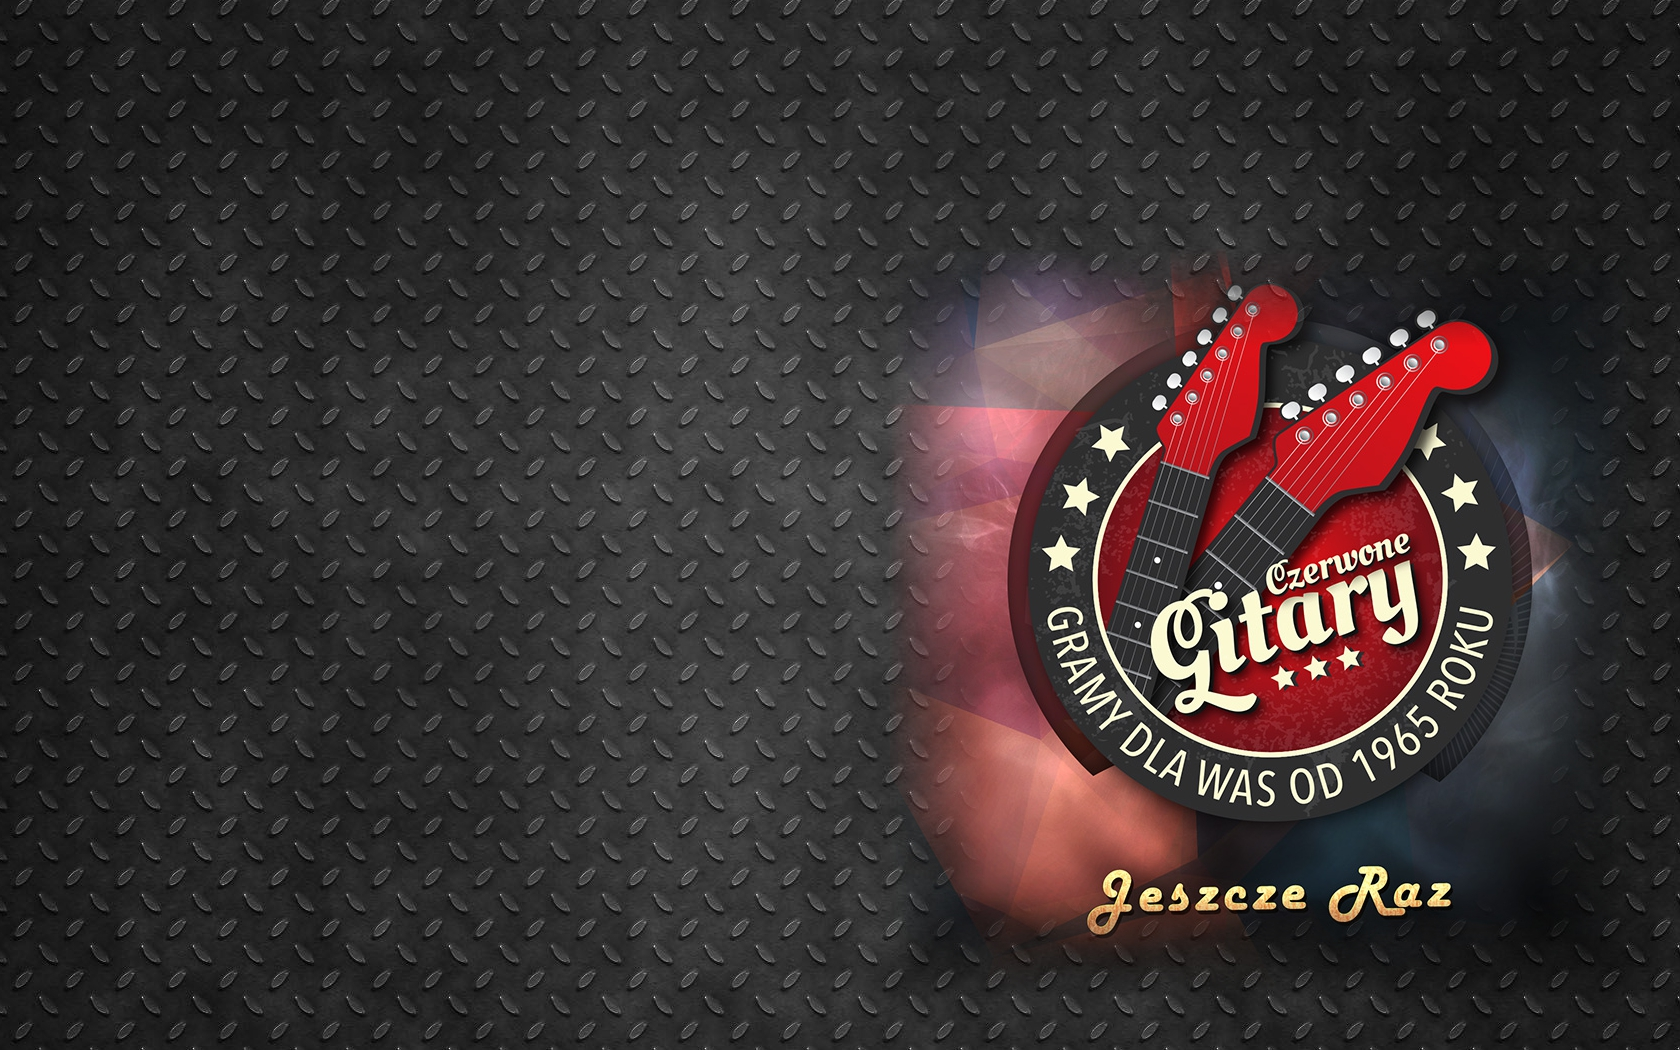 Czerwone
Gitary
GRAMY DLA WAS OD 1965 ROKU
Jeszcze Raz